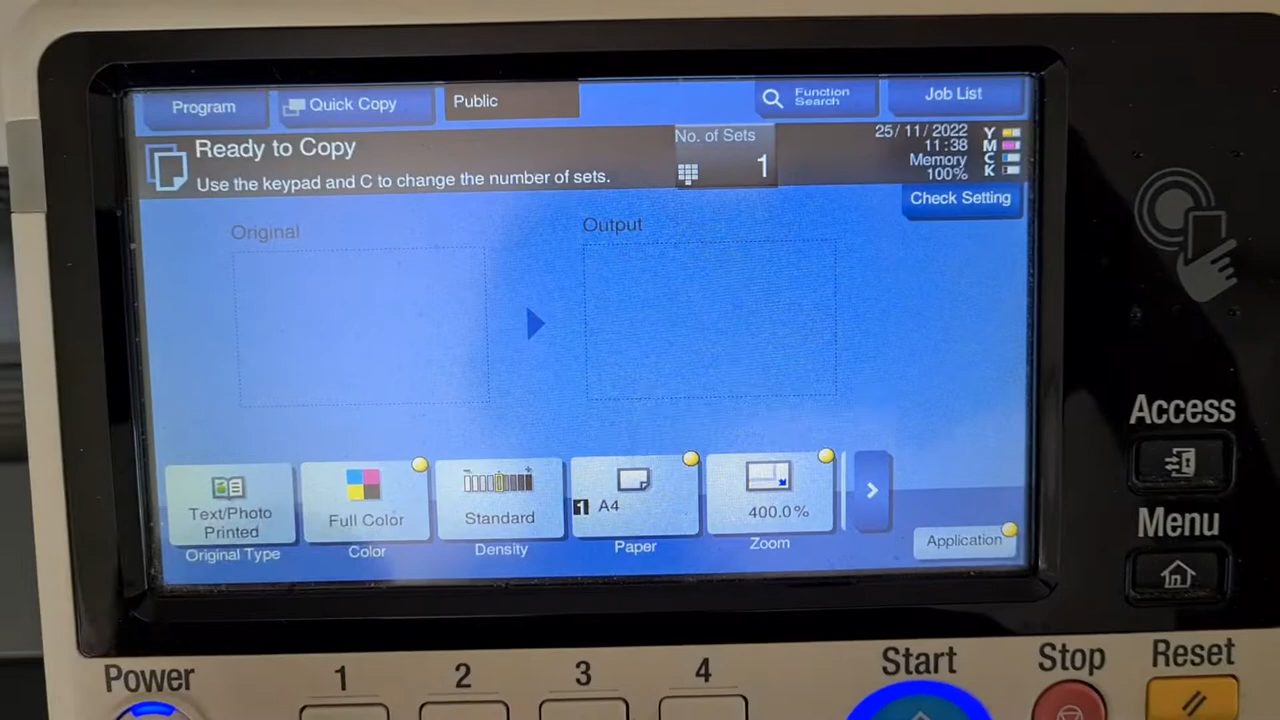 Program
Quick Copy
Public
Function Search
Job List
Ready to Copy
Use the keypad and C to change the number of sets.
No. of Sets
1
25/11/2022
11:38
Memory
100%
Y
M
C
K
Check Setting
Original
Output
Text/Photo
Printed
Original Type
Full Color
Color
Standard
Density
1 A4
Paper
400.0%
Zoom
Application
Access
Menu
Power
1
2
3
4
Start
Stop
Reset